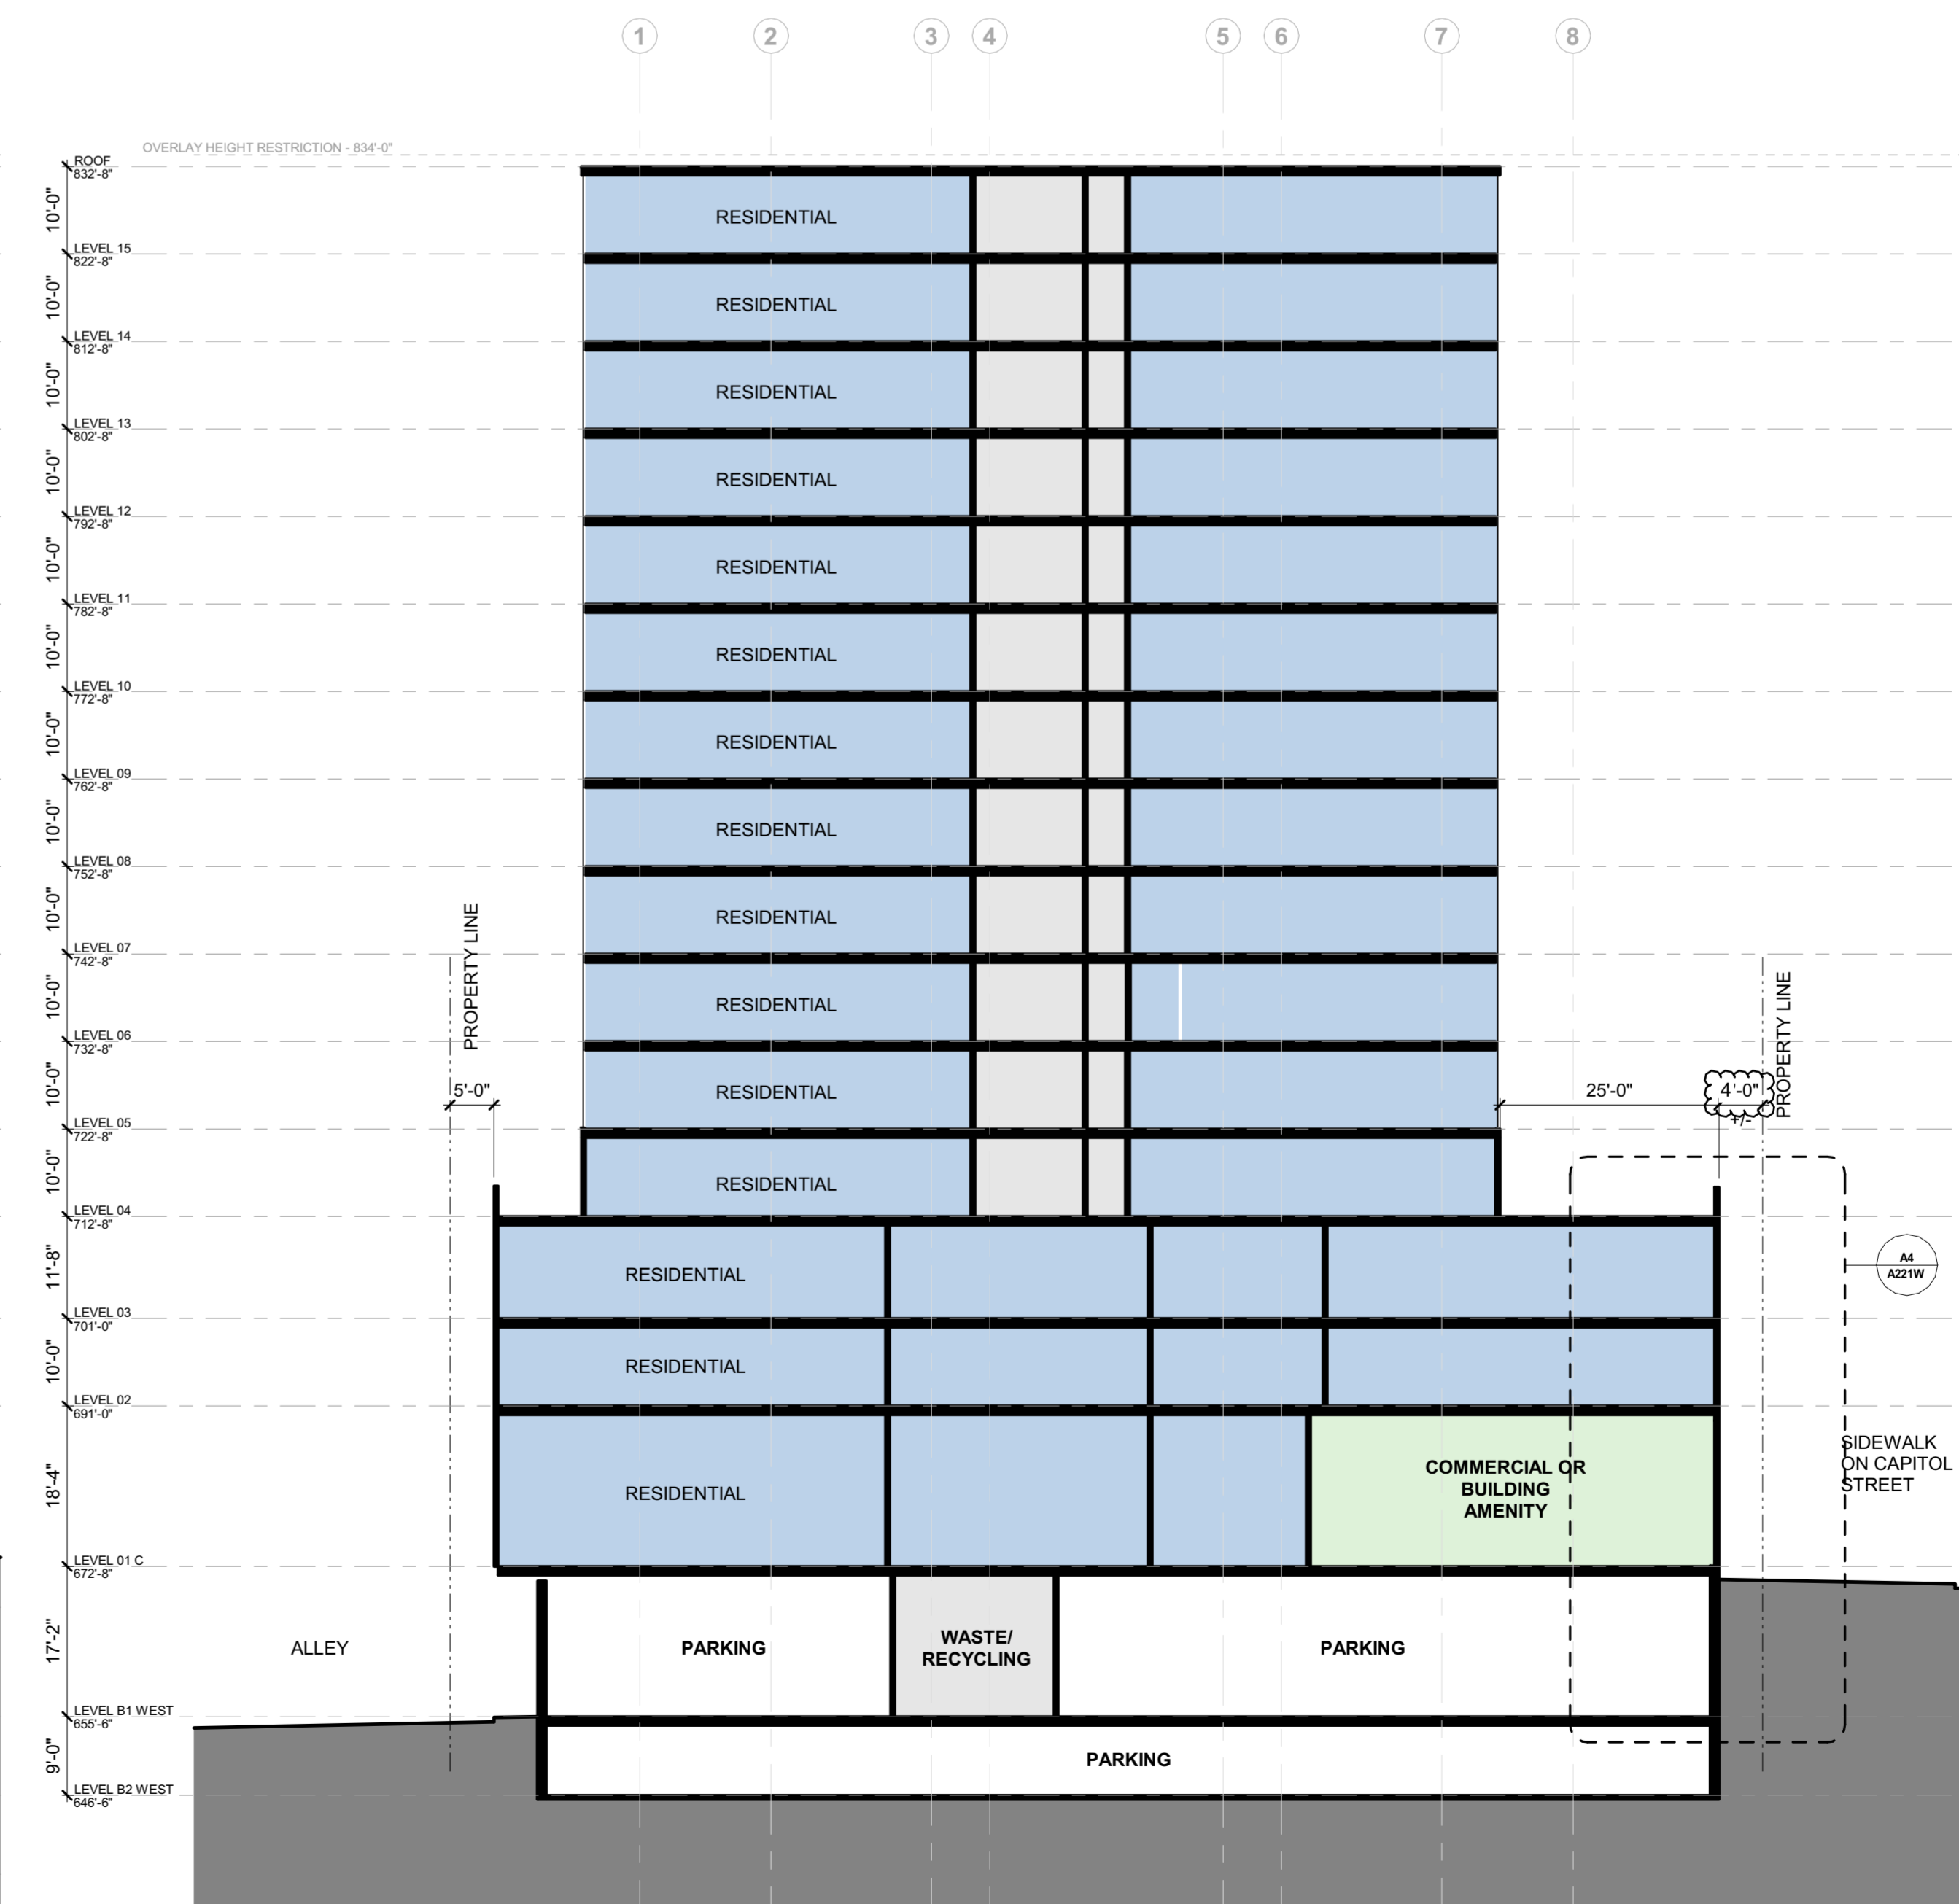 1 2 3 4 5 6 7 8
OVERLAY HEIGHT RESTRICTION - 834'-0"
ROOF
832'-8"
10'-0"
RESIDENTIAL
LEVEL 15
822'-8"
10'-0"
RESIDENTIAL
LEVEL 14
812'-8"
10'-0"
RESIDENTIAL
LEVEL 13
802'-8"
10'-0"
RESIDENTIAL
LEVEL 12
792'-8"
10'-0"
RESIDENTIAL
LEVEL 11
782'-8"
10'-0"
RESIDENTIAL
LEVEL 10
772'-8"
10'-0"
RESIDENTIAL
LEVEL 09
762'-8"
10'-0"
RESIDENTIAL
LEVEL 08
752'-8"
10'-0"
RESIDENTIAL
LEVEL 07
742'-8"
PROPERTY LINE
PROPERTY LINE
10'-0"
RESIDENTIAL
LEVEL 06
732'-8"
10'-0"
5'-0"
RESIDENTIAL
25'-0"
4'-0"
+/-
LEVEL 05
722'-8"
10'-0"
RESIDENTIAL
LEVEL 04
712'-8"
11'-8"
RESIDENTIAL
A4
A221W
LEVEL 03
701'-0"
10'-0"
RESIDENTIAL
LEVEL 02
691'-0"
18'-4"
RESIDENTIAL
COMMERCIAL OR
BUILDING
AMENITY
SIDEWALK
ON CAPITOL
STREET
LEVEL 01 C
672'-8"
17'-2"
ALLEY
PARKING
WASTE/
RECYCLING
PARKING
LEVEL B1 WEST
655'-6"
9'-0"
PARKING
LEVEL B2 WEST
646'-6"